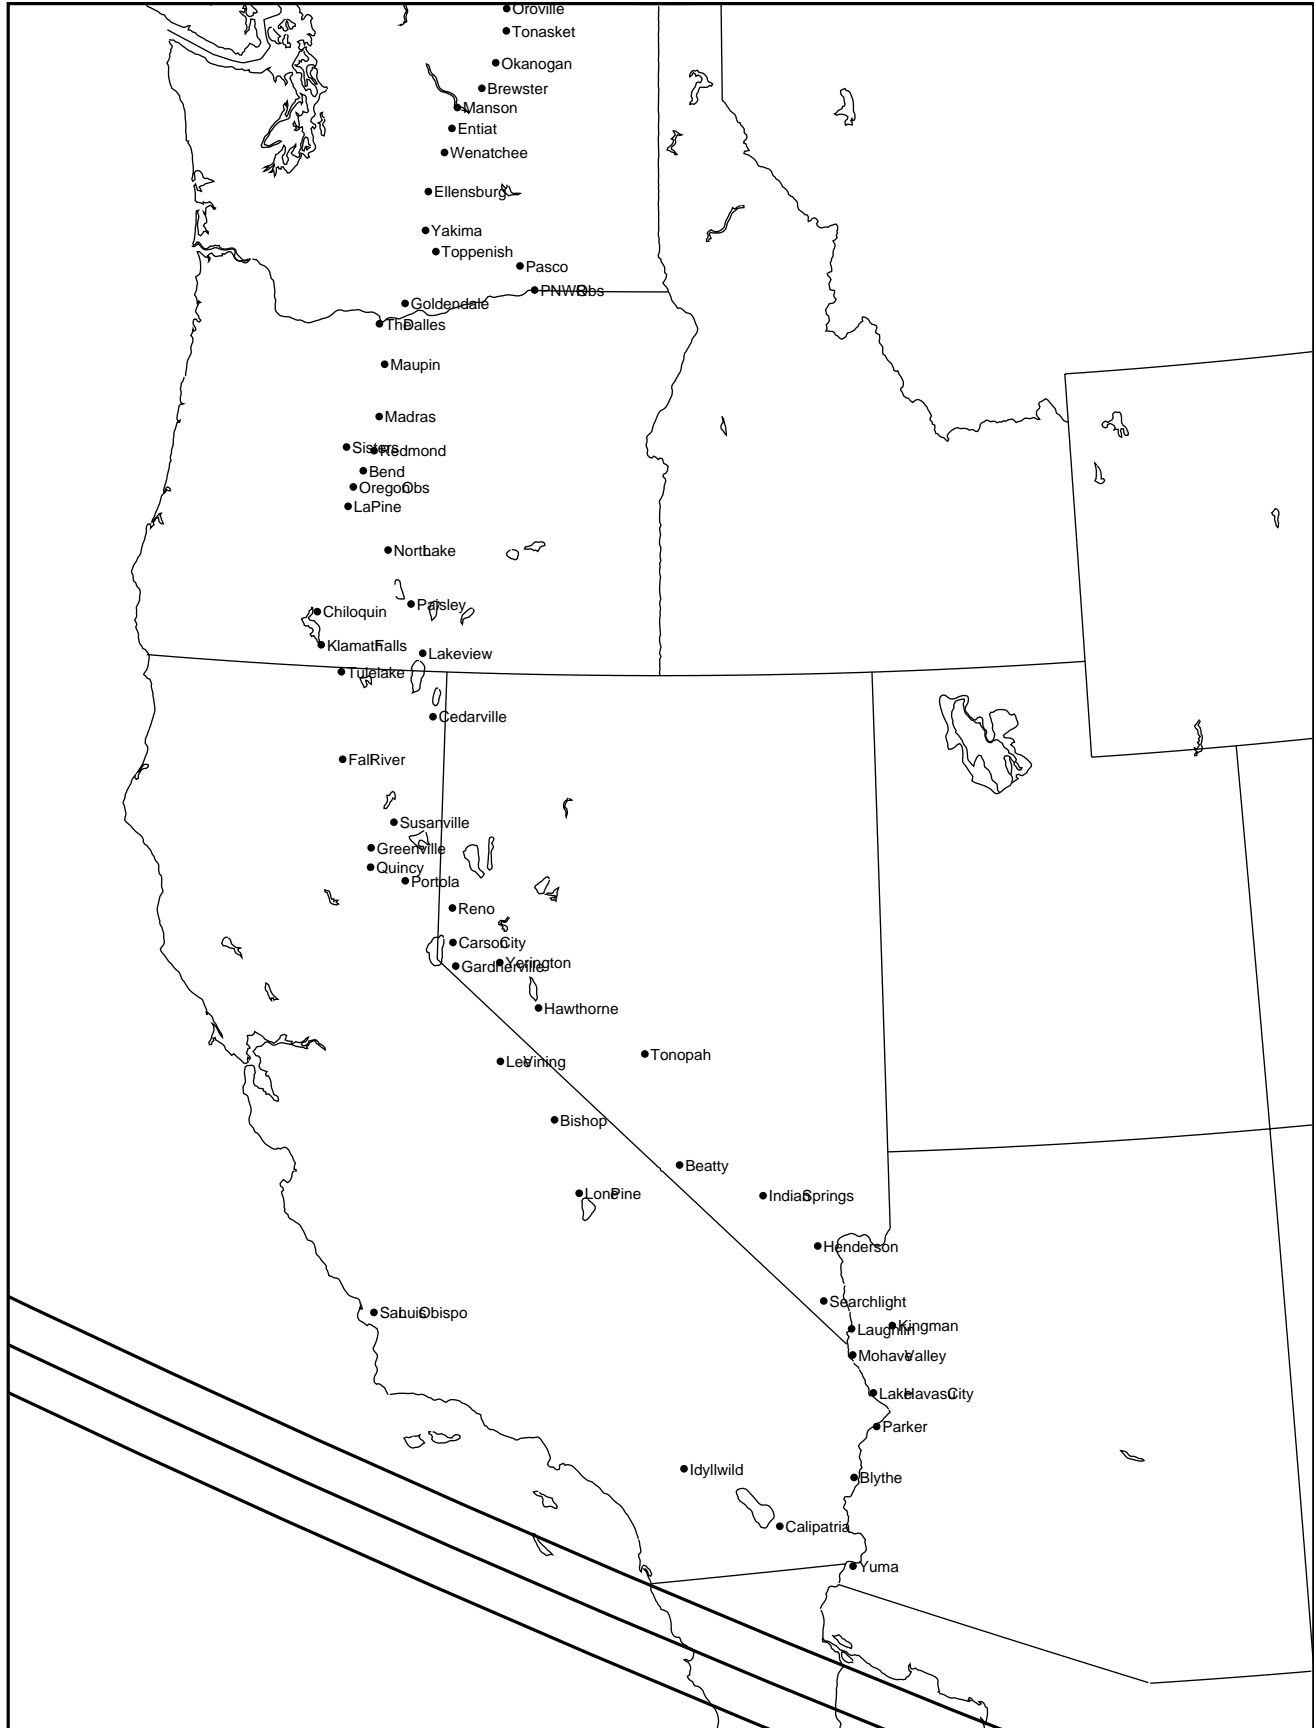 Oroville
Tonasket
Okanogan
Brewster
Manson
Entiat
Wenatchee
Ellensburg
Yakima
Toppenish
Pasco
PNWRObs
Goldendale
TheDalles
Maupin
Madras
Sisters
Redmond
Bend
OregonObs
LaPine
NorthLake
Paisley
Chiloquin
KlamathFalls
Lakeview
Tulelake
Cedarville
FallRiver
Susanville
Greenville
Quincy
Portola
Reno
CarsonCity
Yerington
Gardnerville
Hawthorne
Tonopah
LeeVining
Bishop
Beatty
LonePine
IndianSprings
Henderson
Searchlight
SanLuisObispo
Kingman
Laughlin
MohaveValley
LakeHavasuCity
Parker
Idyllwild
Blythe
Calipatria
Yuma